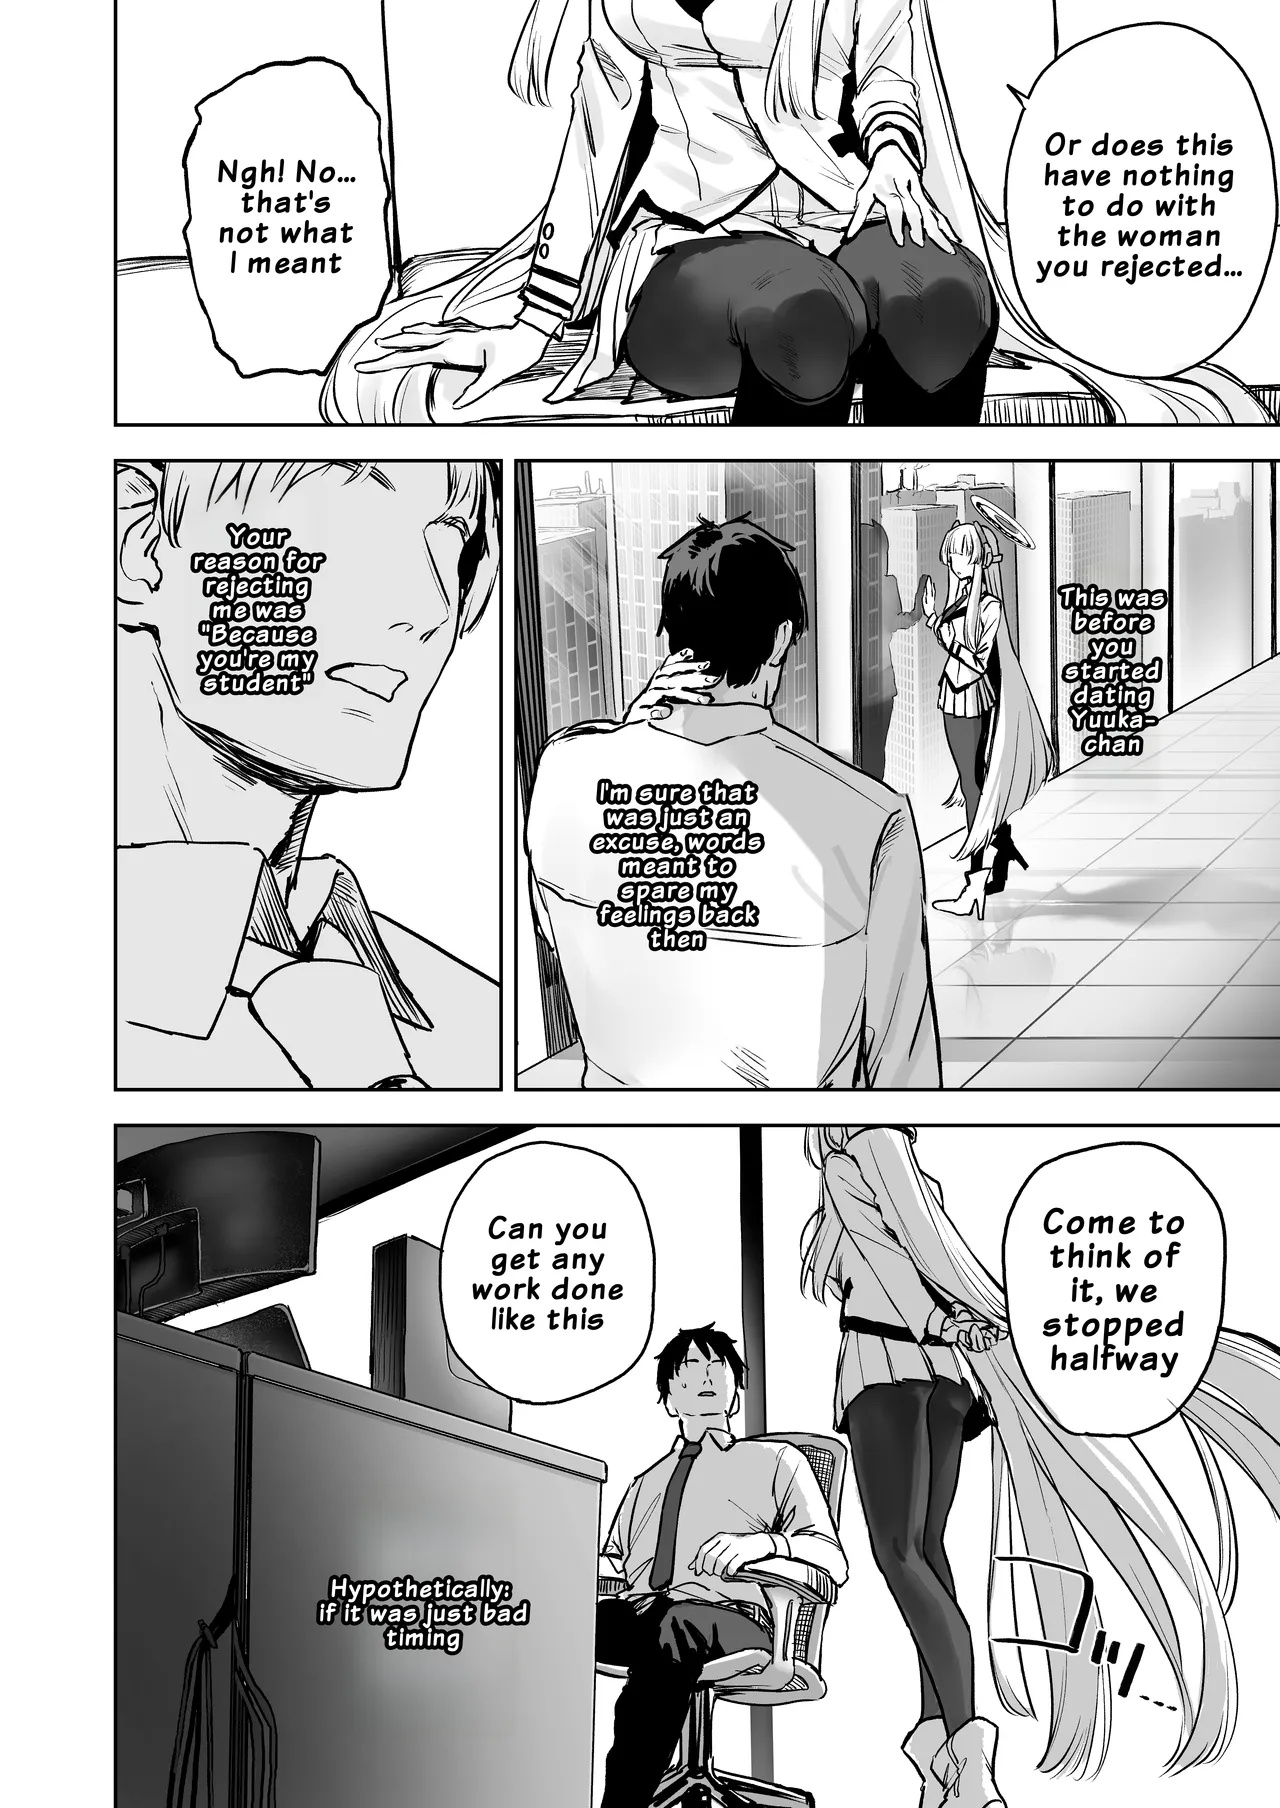 Or does this
have nothing
to do with
the woman
you rejected...
Ngh! No...
that's
not what
I meant
This was
before
you
started
dating
Yuuka-
chan
I'm sure that
was just an
excuse, words
meant to
spare my
feelings back
then
Your
reason for
rejecting
me was
"Because
you're my
student"
Come to
think of
it, we
stopped
halfway
コツ...
Can you
get any
work done
like this
Hypothetically:
if it was just bad
timing